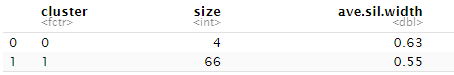 cluster size ave.sil.width
<fctr> <int> <dbl>
0 0 4 0.63
1 1 66 0.55